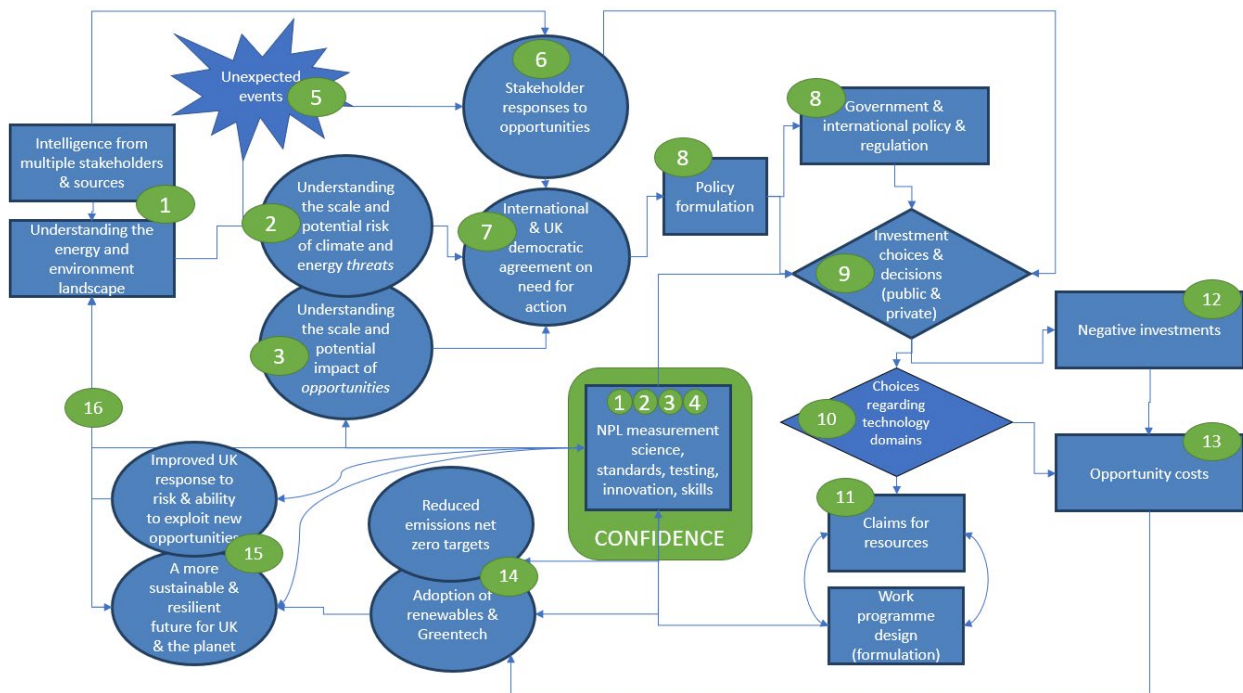 Unexpected
events
5
6
Stakeholder
responses to
opportunities
8
Government &
international policy &
regulation
Intelligence from
multiple stakeholders
& sources
1
Understanding the
energy and
environment
landscape
2
Understanding
the scale and
potential risk
of climate and
energy threats
7
International
& UK
democratic
agreement on
need for
action
8
Policy
formulation
9
Investment
choices &
decisions
(public &
private)
12
Negative investments
3
Understanding
the scale and
potential
impact of
opportunities
16
1 2 3 4
NPL measurement
science,
standards, testing,
innovation, skills
CONFIDENCE
10
Choices
regarding
technology
domains
13
Opportunity costs
Improved UK
response to
risk & ability
to exploit new
opportunities
15
A more
sustainable &
resilient
future for UK
& the planet
Reduced
emissions net
zero targets
14
Adoption of
renewables &
Greentech
11
Claims for
resources
Work
programme
design
(formulation)